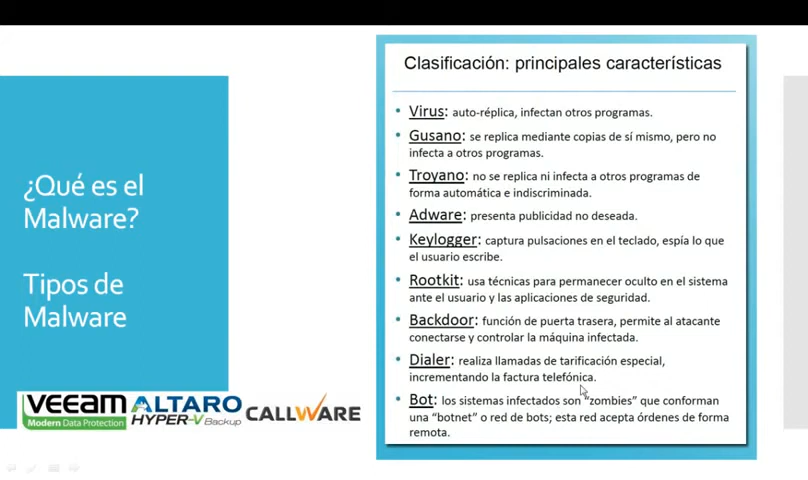 ¿Qué es el
Malware?
Tipos de
Malware
veeam
Modern Data Protection
ALTARO
HYPER-V Backup
CALLWARE
Clasificación: principales características
• Virus: auto-réplica, infectan otros programas.
• Gusano: se replica mediante copias de sí mismo, pero no
infecta a otros programas.
• Troyano: no se replica ni infecta a otros programas de
forma automática e indiscriminada.
• Adware: presenta publicidad no deseada.
• Keylogger: captura pulsaciones en el teclado, espía lo que
el usuario escribe.
• Rootkit: usa técnicas para permanecer oculto en el sistema
ante el usuario y las aplicaciones de seguridad.
• Backdoor: función de puerta trasera, permite al atacante
conectarse y controlar la máquina infectada.
• Dialer: realiza llamadas de tarificación especial,
incrementando la factura telefónica.
• Bot: los sistemas infectados son “zombies” que conforman
una “botnet” o red de bots; esta red acepta órdenes de forma
remota.